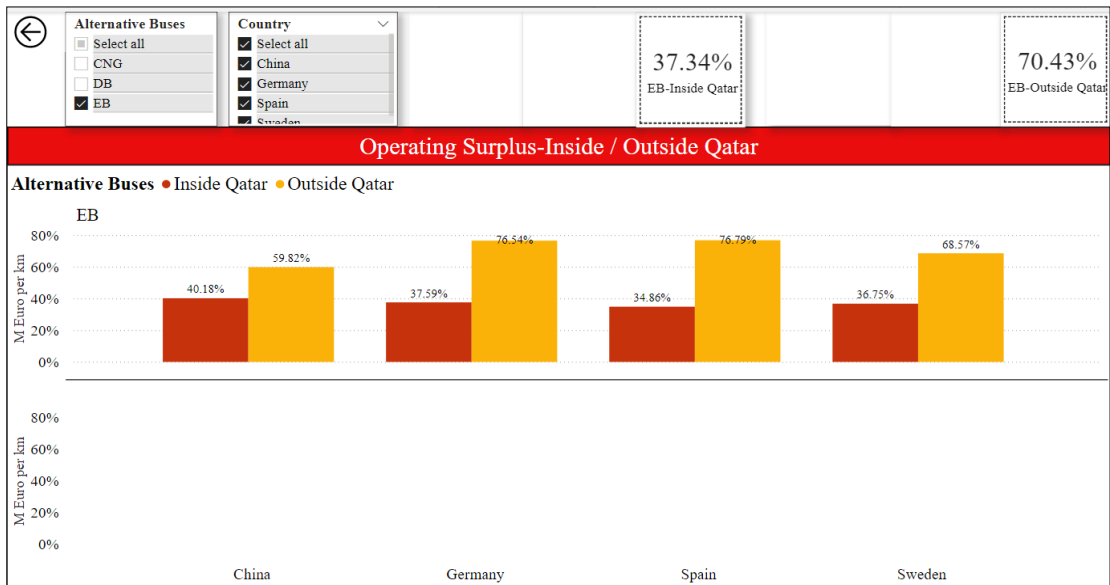 Alternative Buses
Select all
CNG
DB
EB
Country
Select all
China
Germany
Spain
Sweden
37.34%
EB-Inside Qatar
70.43%
EB-Outside Qatar
Operating Surplus-Inside / Outside Qatar
Alternative Buses Inside Qatar Outside Qatar
EB
M Euro per km
80%
60%
40%
20%
0%
40.18%
59.82%
37.59%
76.54%
34.86%
76.79%
36.75%
68.57%
M Euro per km
80%
60%
40%
20%
0%
China Germany Spain Sweden